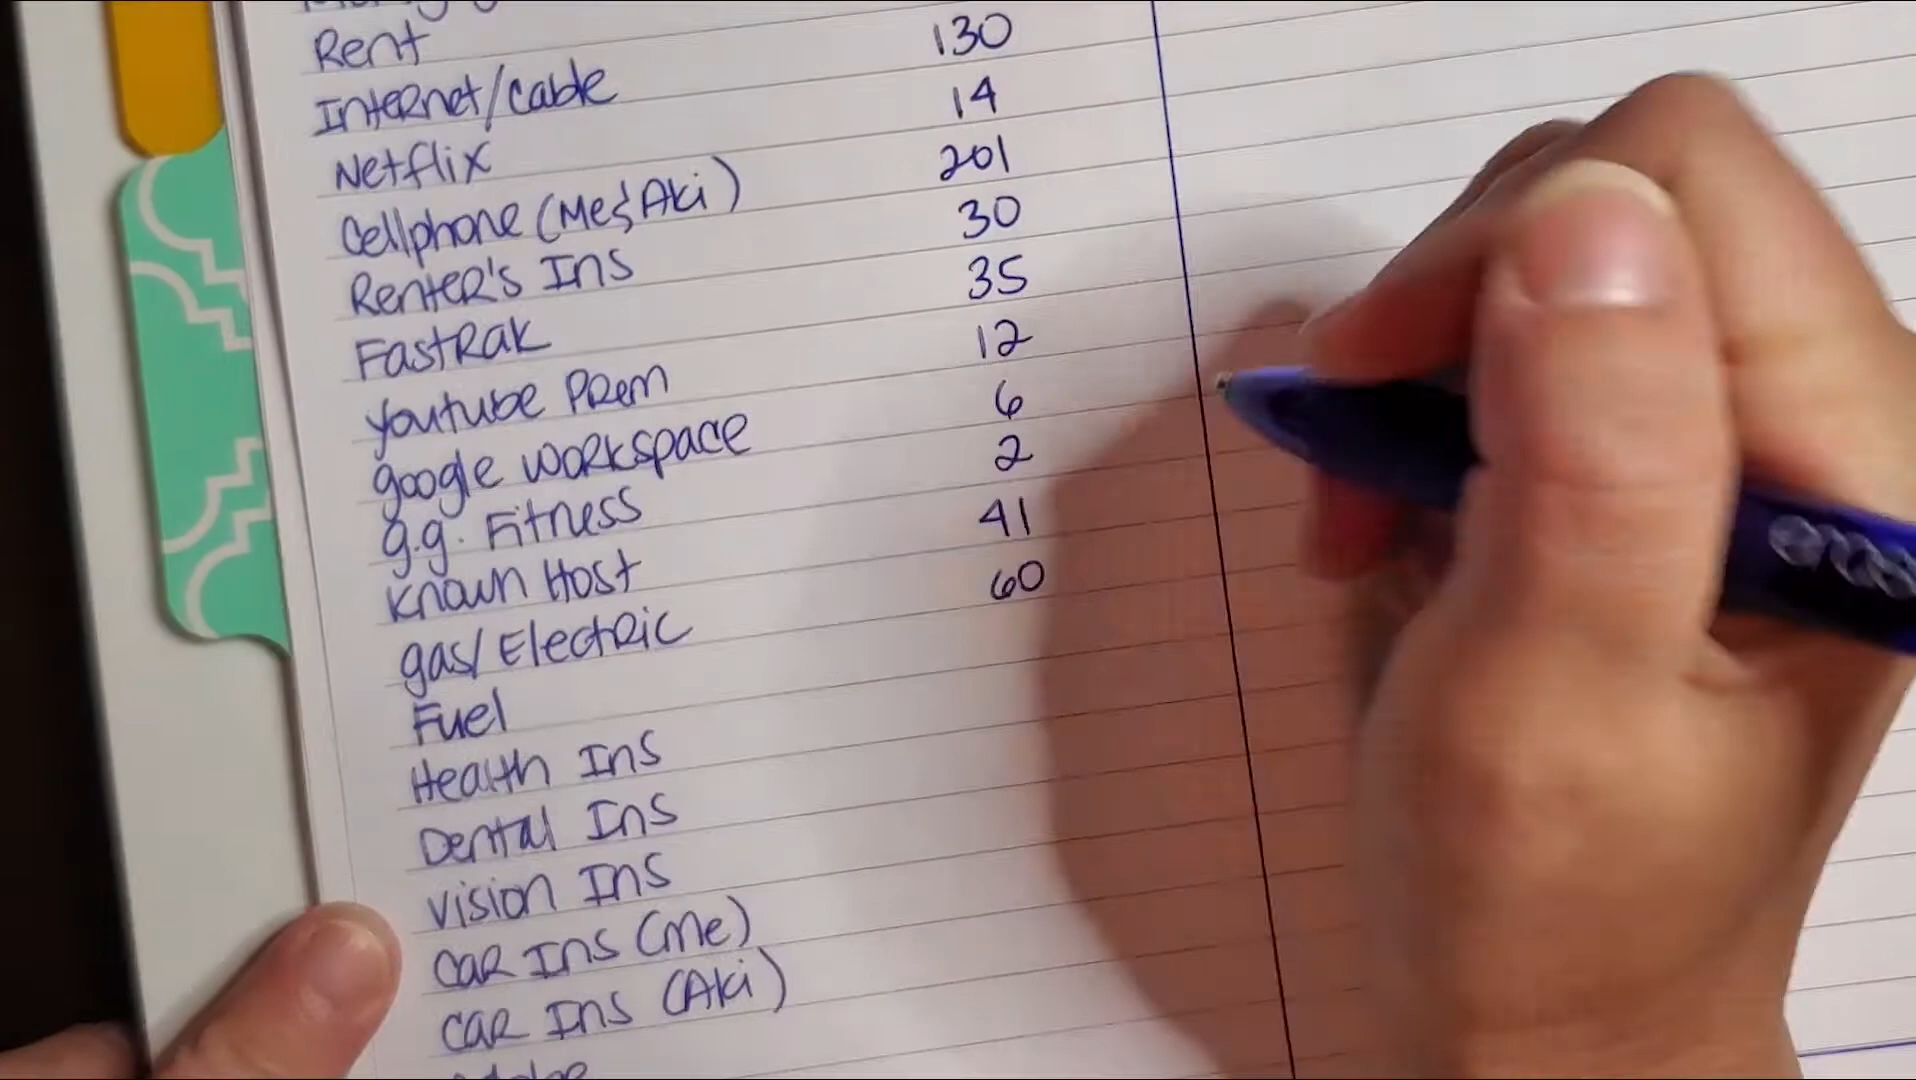 Rent
Internet/cable 130
Netflix 14
Cellphone (Me & Aki) 201
Renter's Ins 30
Fastrak 35
Youtube Prem 12
google workspace 6
g.g. Fitness 2
Known Host 41
gas/Electric 60
Fuel
Health Ins
Dental Ins
Vision Ins
Car Ins (Me)
Car Ins (Aki)